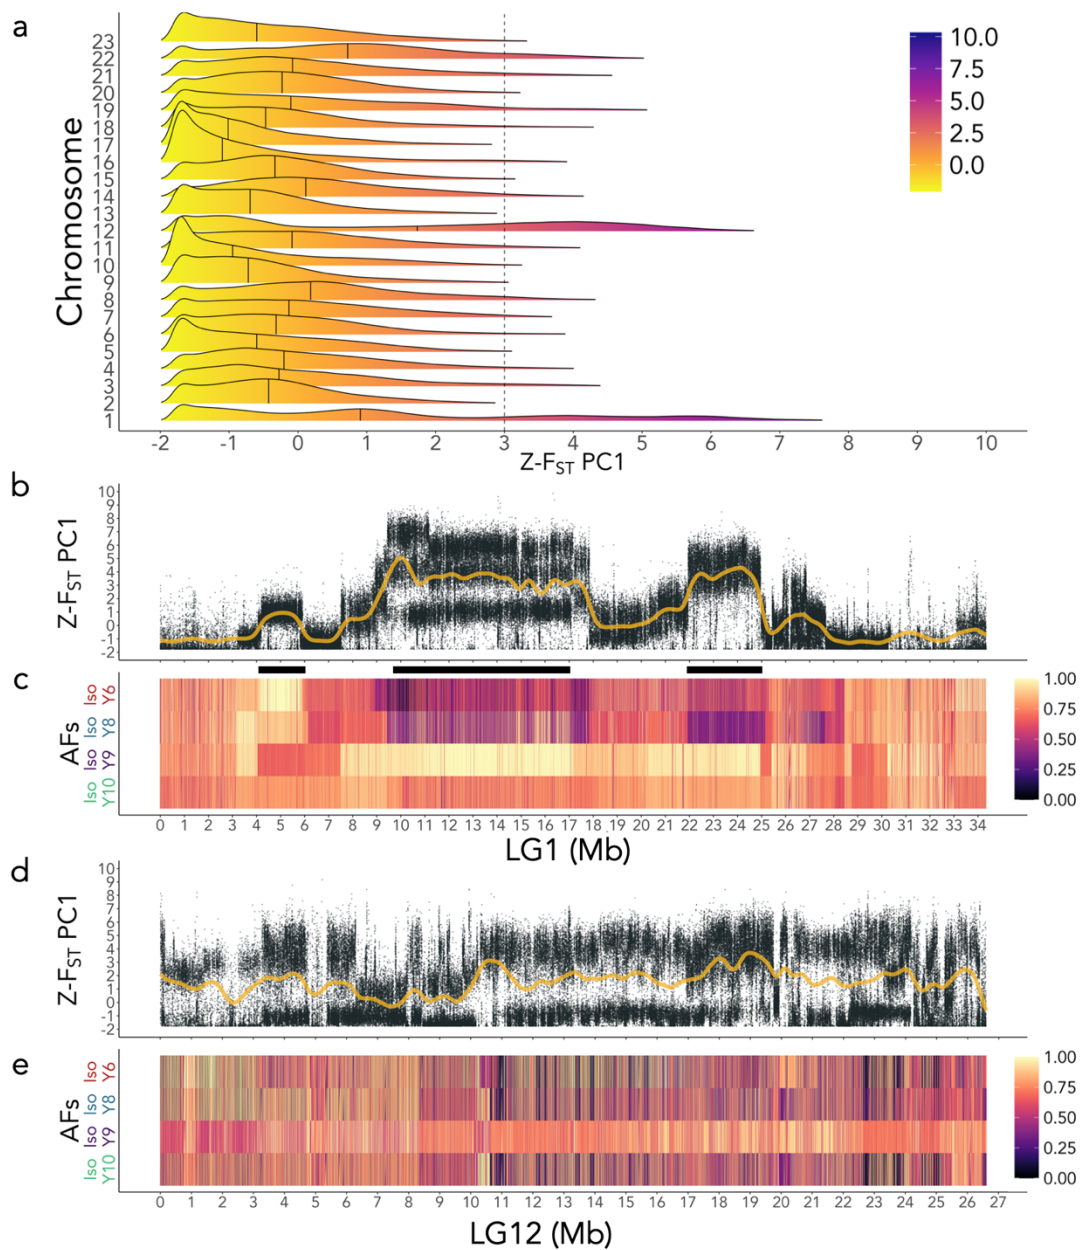 a
Chromosome
23
22
21
20
19
18
17
16
15
14
13
12
11
10
9
8
7
6
5
4
3
2
1
10.0
7.5
5.0
2.5
0.0
-2 -1 0 1 2 3 4 5 6 7 8 9 10
Z-FST PC1
b
Z-FST PC1
10
9
8
7
6
5
4
3
2
1
0
-1
-2
c
AFs
Iso Y6
Iso Y8
Iso Y9
Iso Y10
1.00
0.75
0.50
0.25
0.00
0 1 2 3 4 5 6 7 8 9 10 11 12 13 14 15 16 17 18 19 20 21 22 23 24 25 26 27 28 29 30 31 32 33 34
LG1 (Mb)
d
Z-FST PC1
10
9
8
7
6
5
4
3
2
1
0
-1
-2
e
AFs
Iso Y6
Iso Y8
Iso Y9
Iso Y10
1.00
0.75
0.50
0.25
0.00
0 1 2 3 4 5 6 7 8 9 10 11 12 13 14 15 16 17 18 19 20 21 22 23 24 25 26 27
LG12 (Mb)